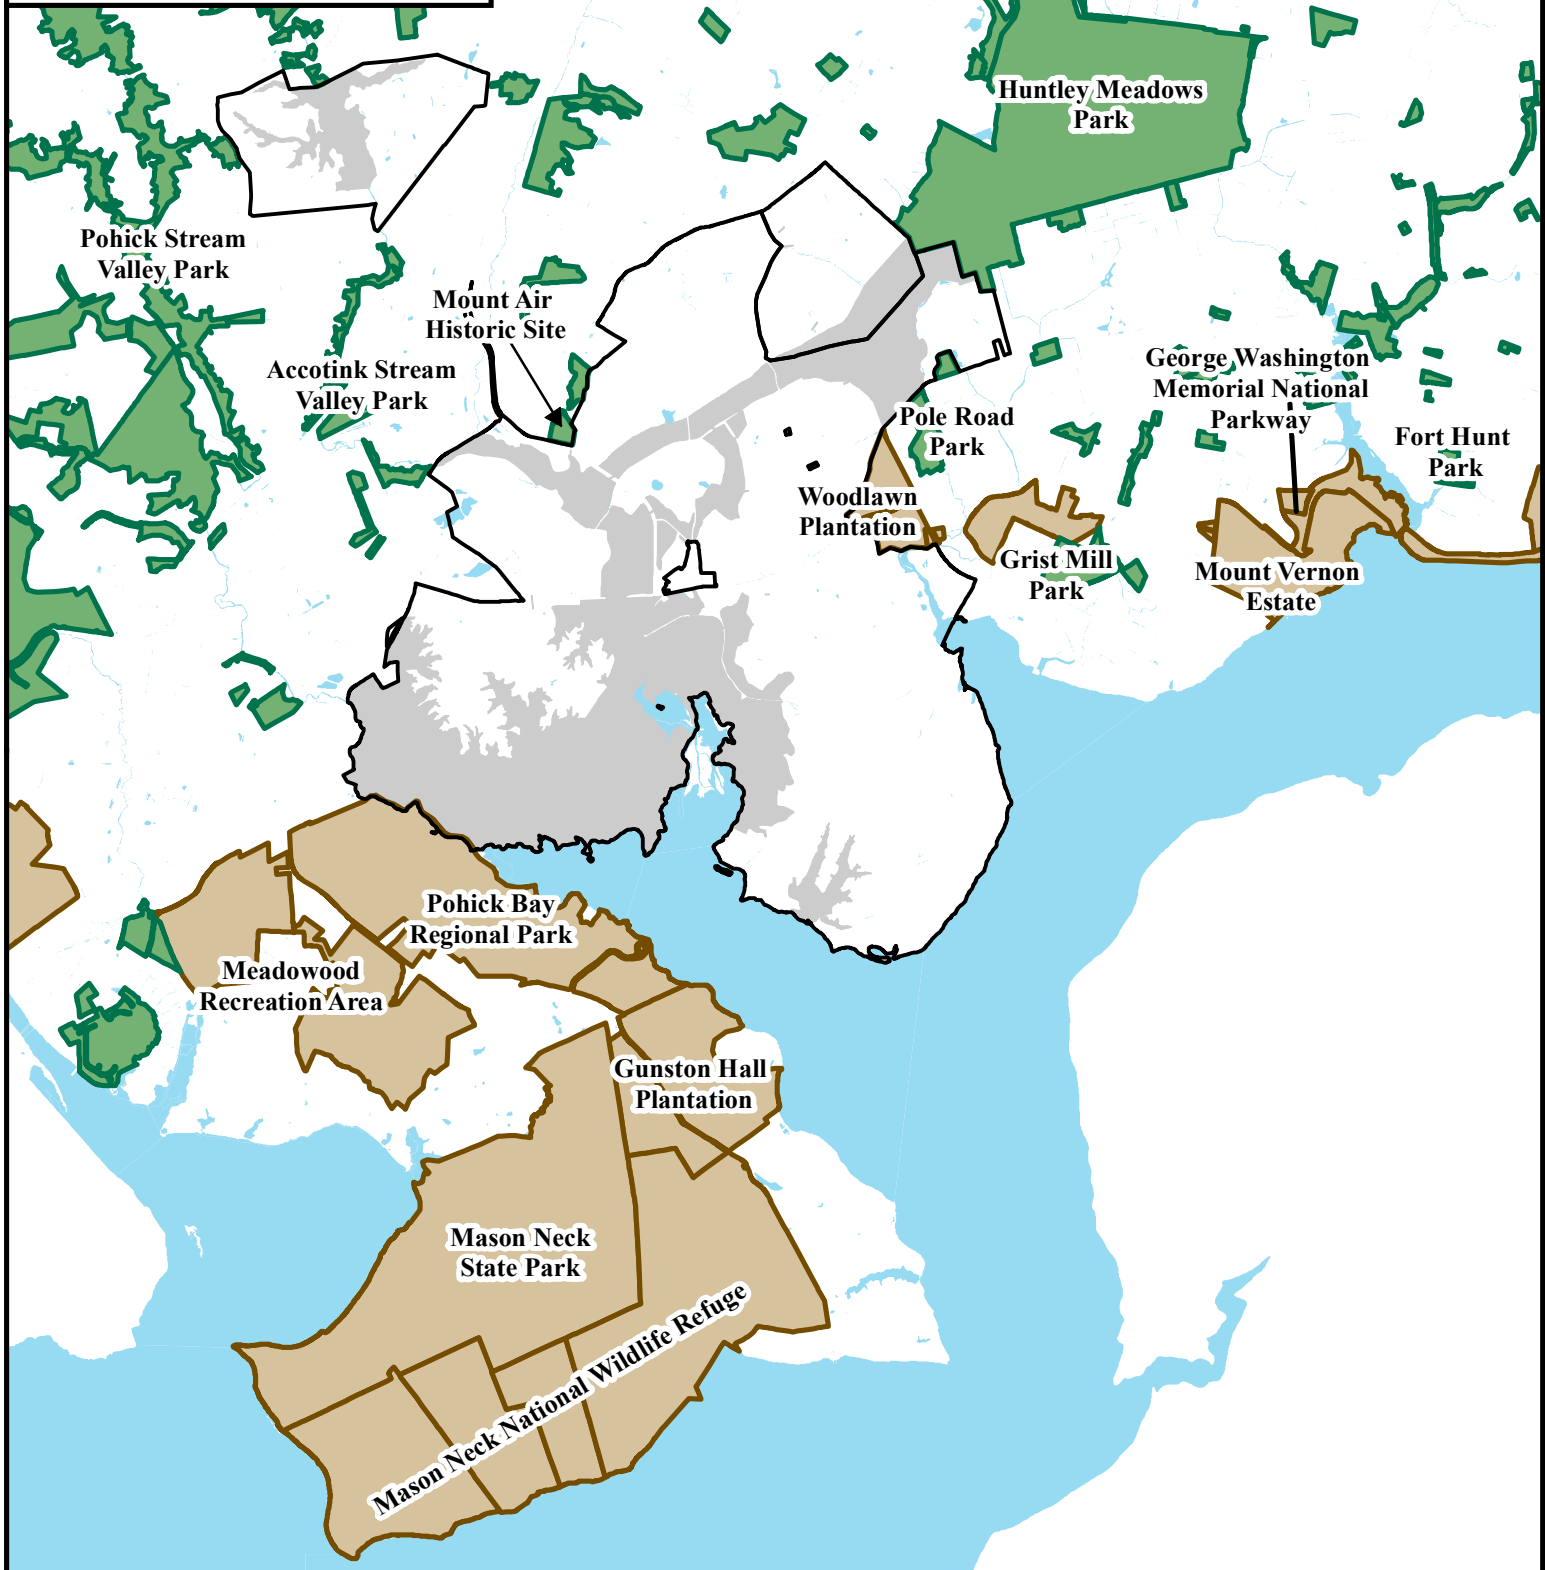 Huntley Meadows
Park
Pohick Stream
Valley Park
Mount Air
Historic Site
Accotink Stream
Valley Park
George Washington
Memorial National
Parkway
Pole Road
Park
Fort Hunt
Park
Woodlawn
Plantation
Grist Mill
Park
Mount Vernon
Estate
Pohick Bay
Regional Park
Meadowood
Recreation Area
Gunston Hall
Plantation
Mason Neck
State Park
Mason Neck National Wildlife Refuge